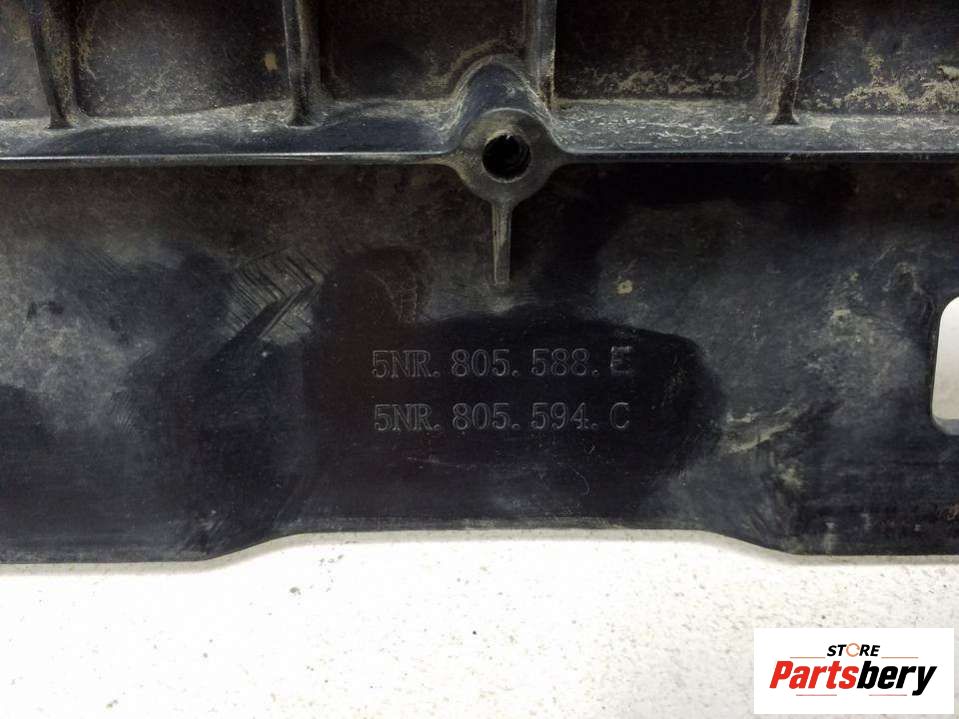 5NR. 805. 588. E
5NR. 805. 594. C
STORE
Partsbery